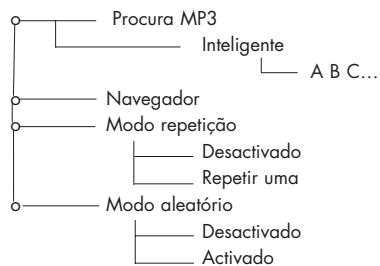 Procura MP3
Inteligente
A B C...
Navegador
Modo repetição
Desactivado
Repetir uma
Modo aleatório
Desactivado
Activado